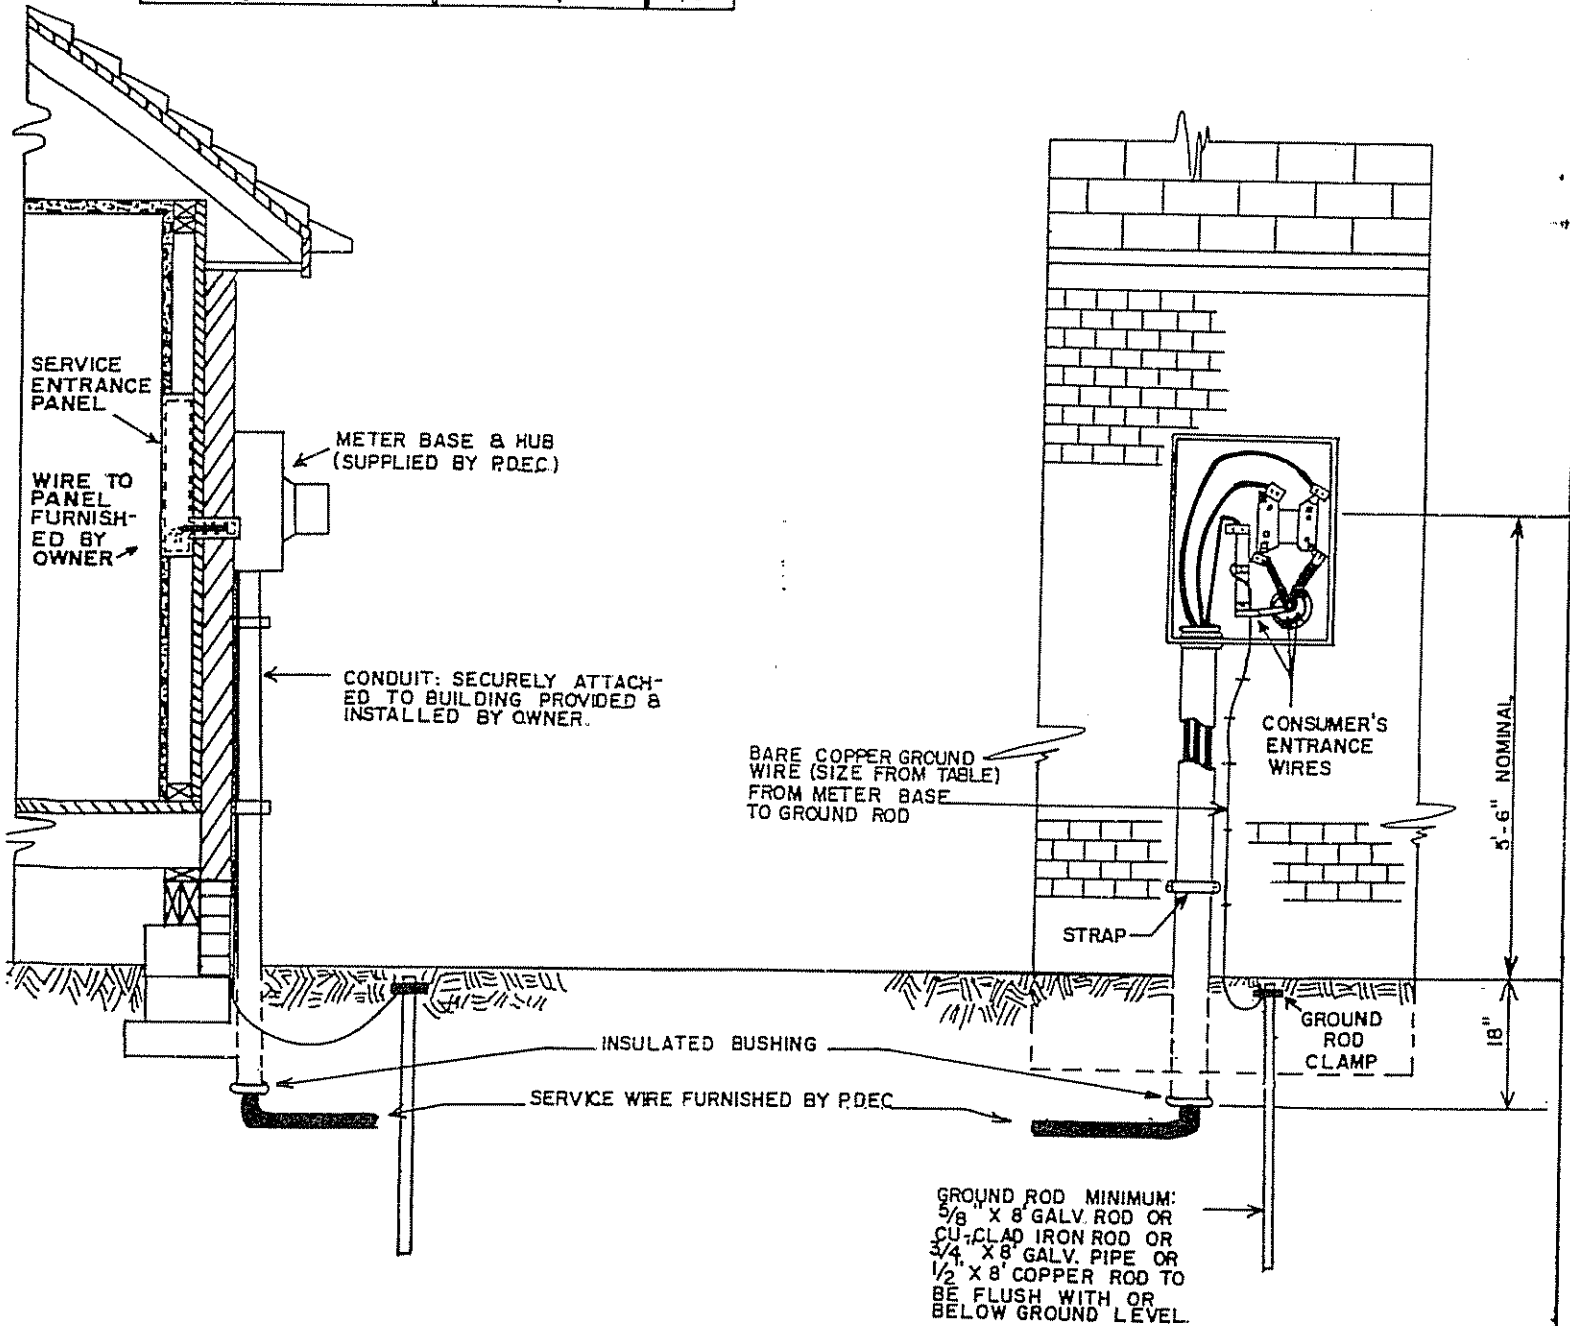 SERVICE
ENTRANCE
PANEL
METER BASE & HUB
(SUPPLIED BY P.D.E.C.)
WIRE TO
PANEL
FURNISH-
ED BY
OWNER
CONDUIT: SECURELY ATTACH-
ED TO BUILDING PROVIDED &
INSTALLED BY OWNER.
BARE COPPER GROUND
WIRE (SIZE FROM TABLE)
FROM METER BASE
TO GROUND ROD
CONSUMER'S
ENTRANCE
WIRES
5'-6" NOMINAL
STRAP
GROUND
ROD
CLAMP
18"
INSULATED BUSHING
SERVICE WIRE FURNISHED BY P.D.E.C.
GROUND ROD MINIMUM:
5/8" X 8' GALV. ROD OR
CU-CLAD IRON ROD OR
3/4" X 8' GALV. PIPE OR
1/2" X 8' COPPER ROD TO
BE FLUSH WITH OR
BELOW GROUND LEVEL.